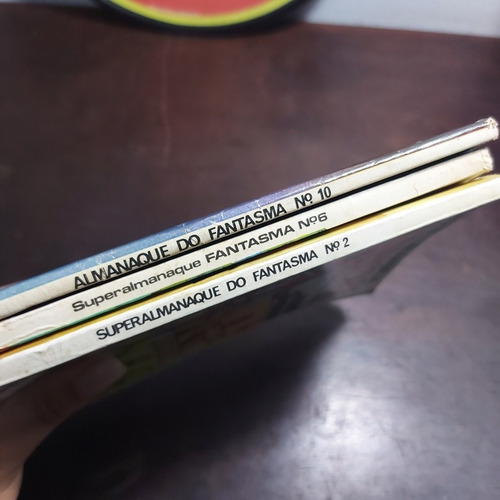 ALMANAQUE DO FANTASMA Nº 10
Superalmanaque FANTASMA Nº6
SUPERALMANAQUE DO FANTASMA Nº 2